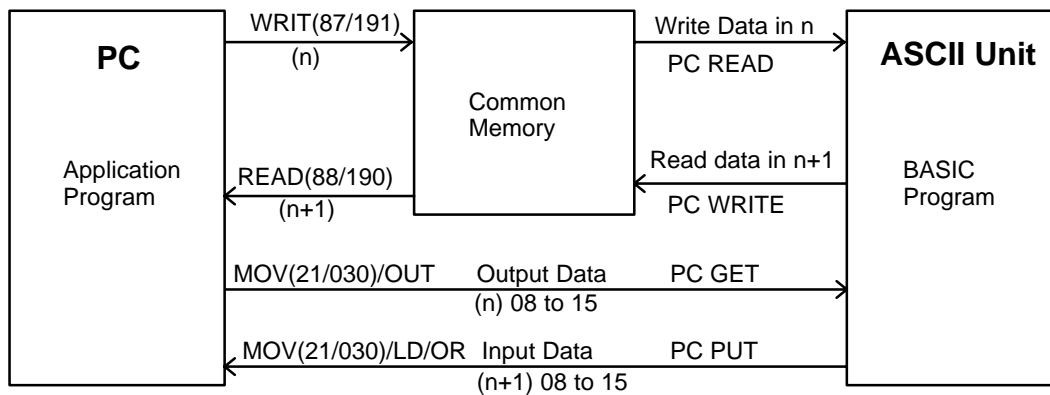 PC
Application
Program
WRIT(87/191)
(n)
READ(88/190)
(n+1)
Common
Memory
Write Data in n
PC READ
Read data in n+1
PC WRITE
ASCII Unit
BASIC
Program
MOV(21/030)/OUT Output Data PC GET
(n) 08 to 15
MOV(21/030)/LD/OR Input Data PC PUT
(n+1) 08 to 15